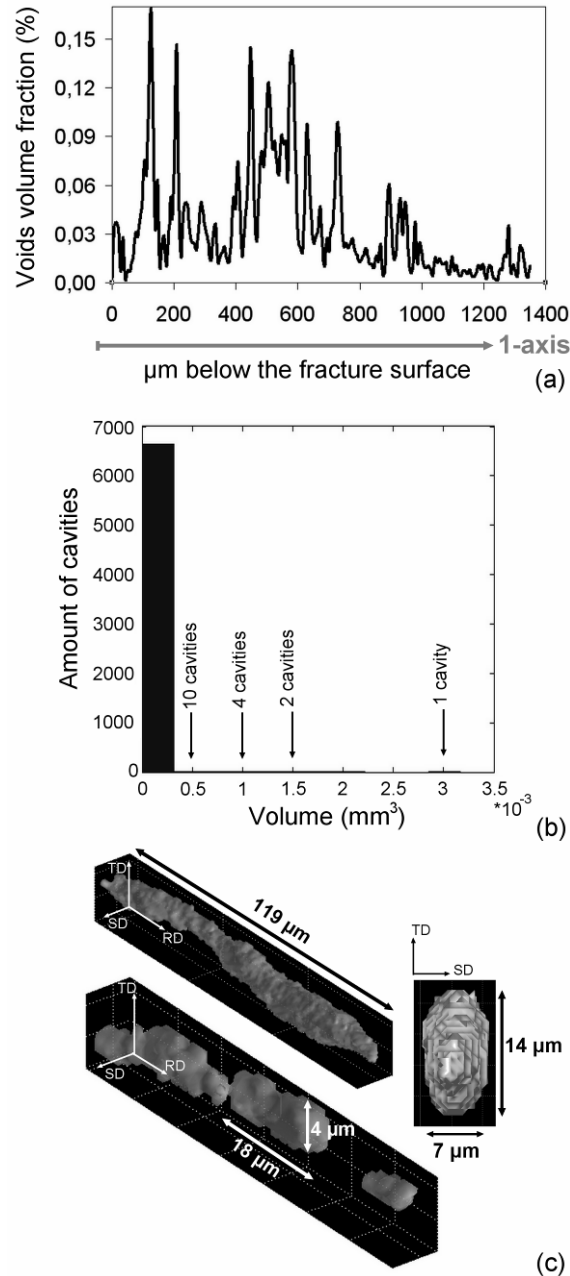 Voids volume fraction (%)
0,15
0,12
0,09
0,06
0,03
0,00
0 200 400 600 800 1000 1200 1400
1-axis
µm below the fracture surface
(a)
Amount of cavities
7000
6000
5000
4000
3000
2000
1000
0
10 cavities
4 cavities
2 cavities
1 cavity
0 0.5 1 1.5 2 2.5 3 3.5
Volume (mm³)
*10⁻³
(b)
TD
SD
RD
119 µm
TD
SD
RD
18 µm
4 µm
TD
SD
14 µm
7 µm
(c)